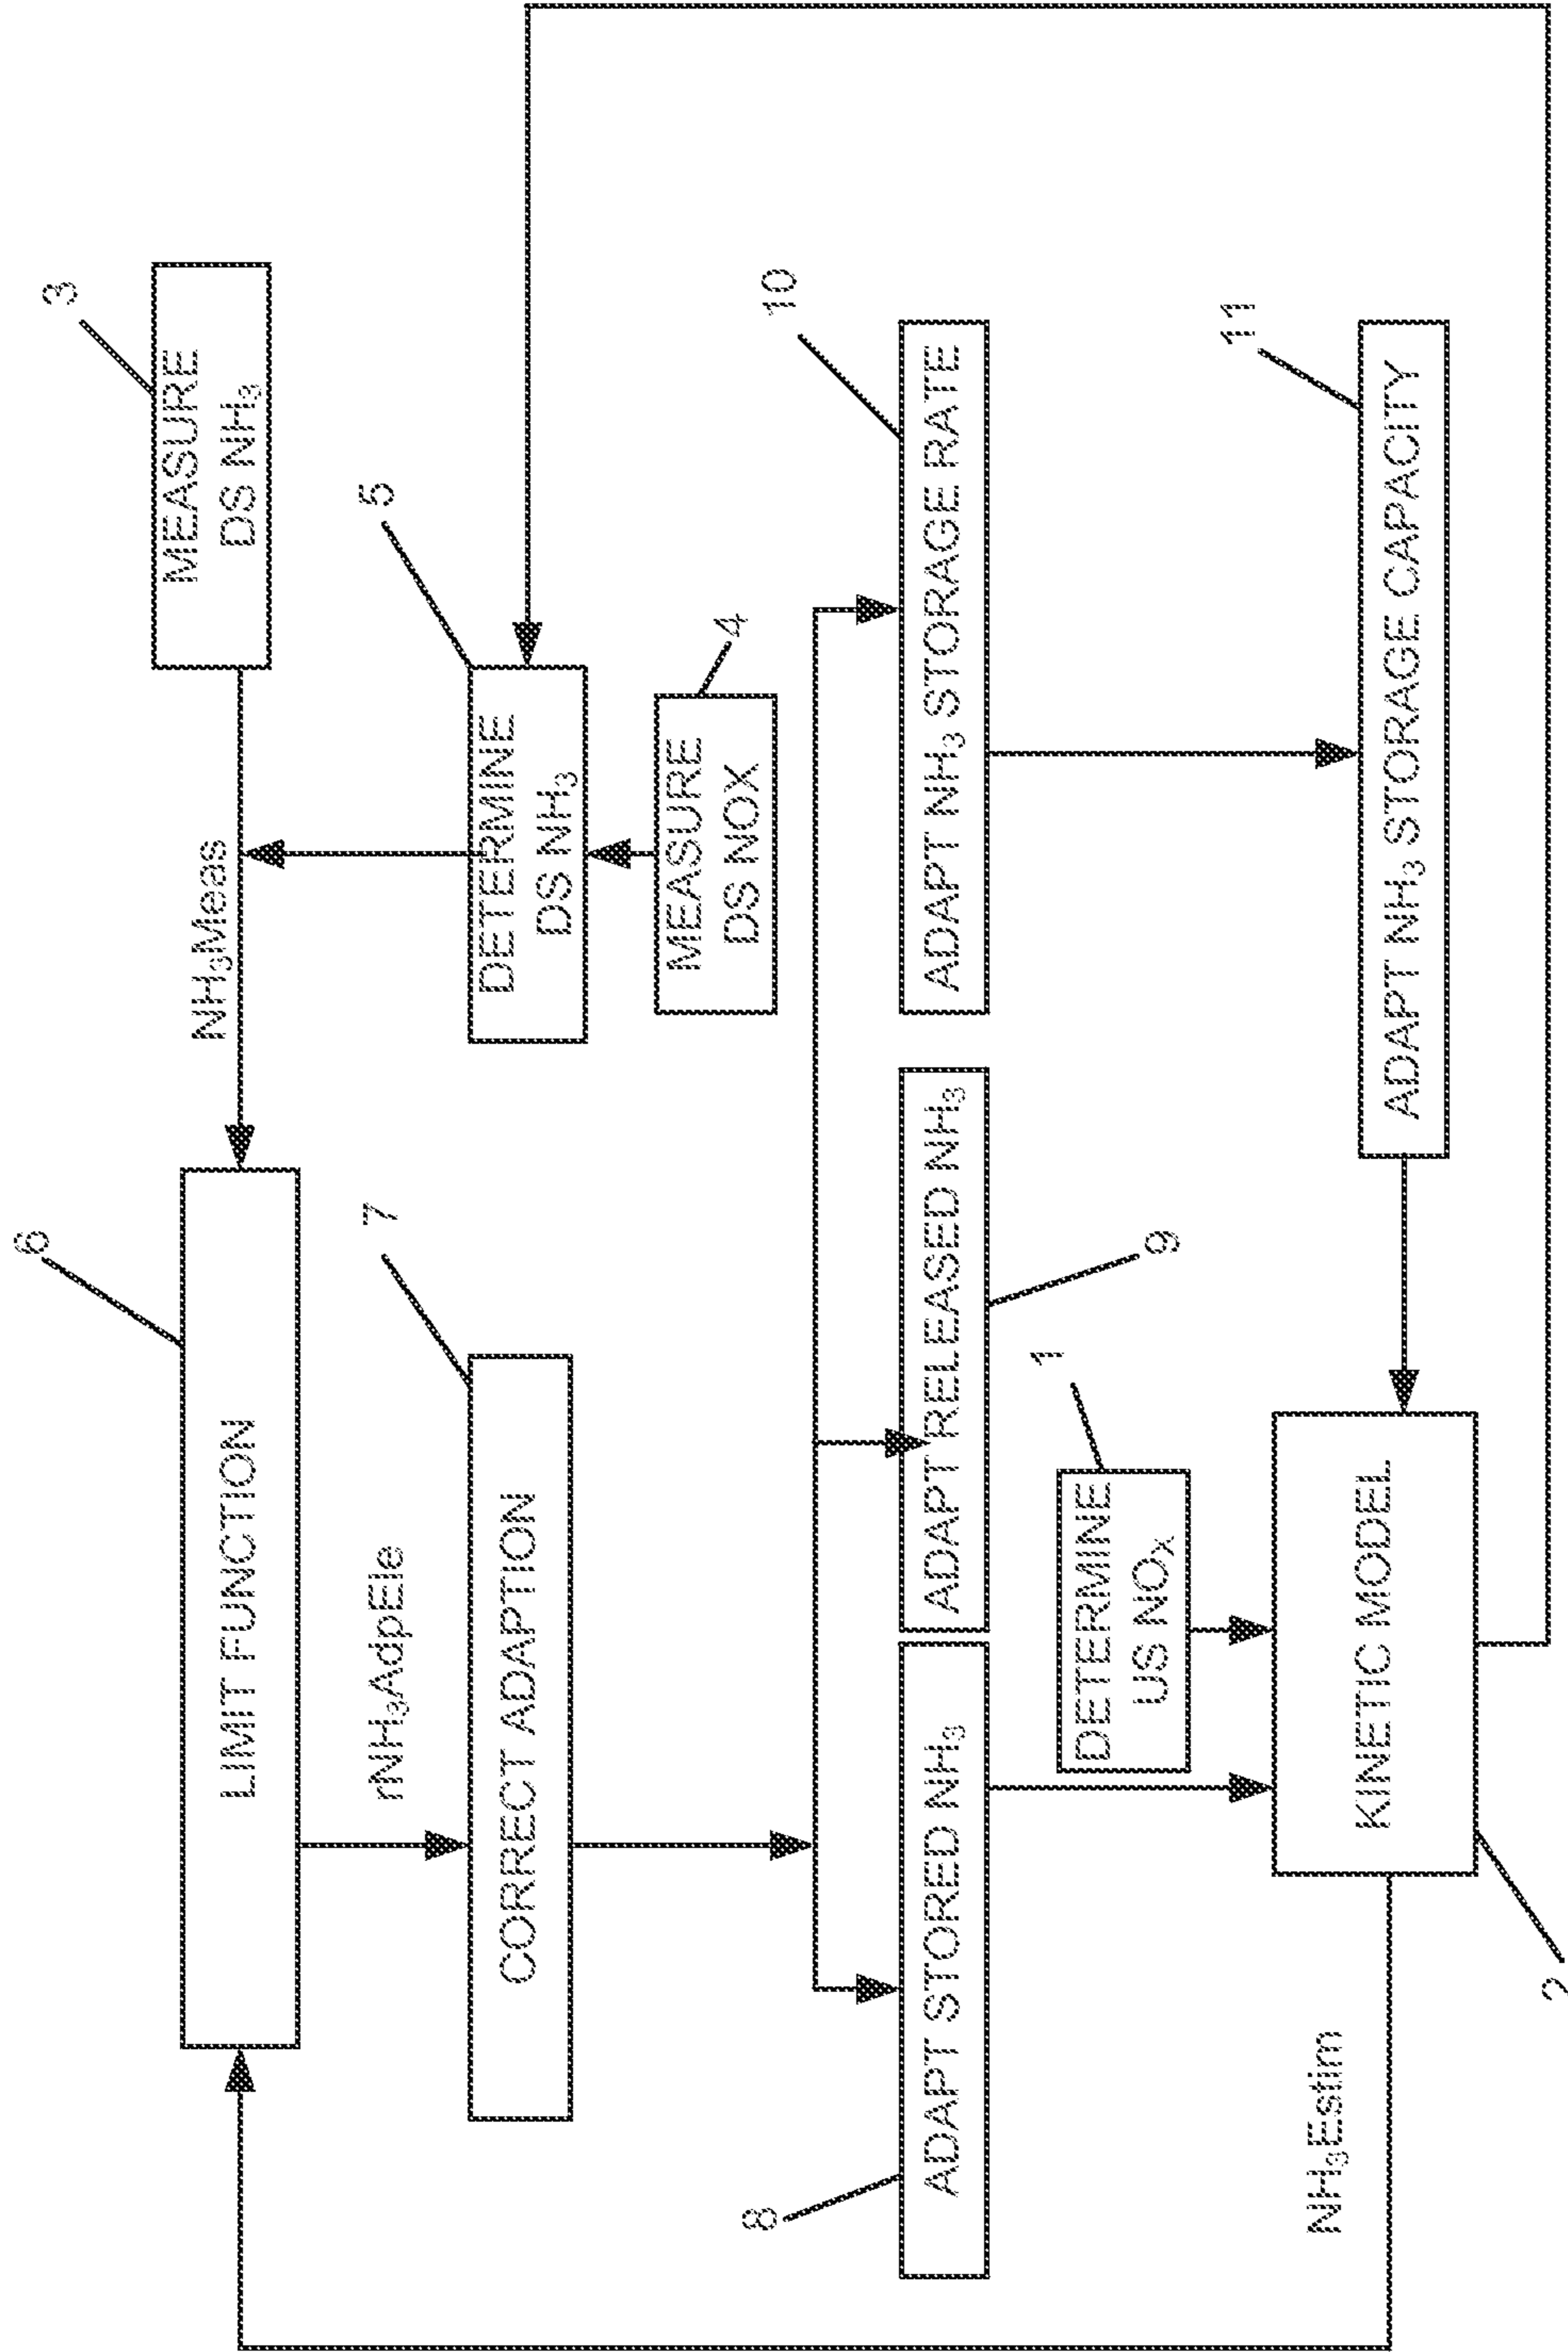 6
LIMIT FUNCTION
NH₃Meas
3
MEASURE
DS NH₃
rNH₃AdpEle
7
CORRECT ADAPTION
5
DETERMINE
DS NH₃
4
MEASURE
DS NOX
8
ADAPT STORED NH₃
ADAPT RELEASED NH₃
9
10
ADAPT NH₃ STORAGE RATE
1
DETERMINE
US NOX
11
ADAPT NH₃ STORAGE CAPACITY
KINETIC MODEL
NH₃Estim
2